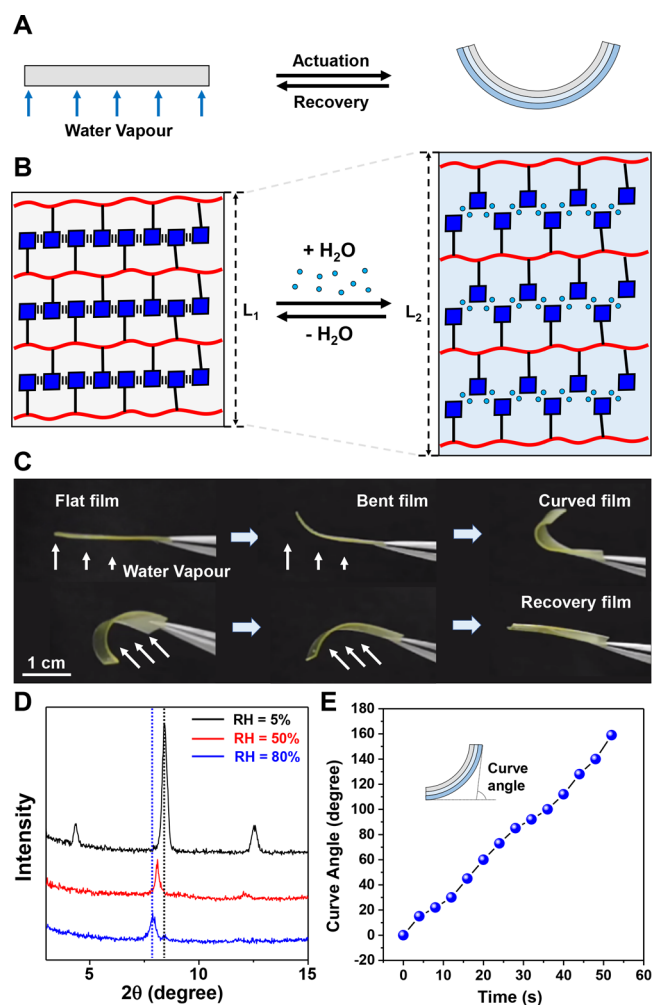 A
Actuation
Recovery
Water Vapour
B
L1
+ H2O
- H2O
L2
C
Flat film
Bent film
Curved film
Water Vapour
Recovery film
1 cm
D
RH = 5%
RH = 50%
RH = 80%
Intensity
5
10
15
2θ (degree)
E
180
160
140
120
100
80
60
40
20
0
-20
Curve
angle
Curve Angle (degree)
0
10
20
30
40
50
60
Time (s)